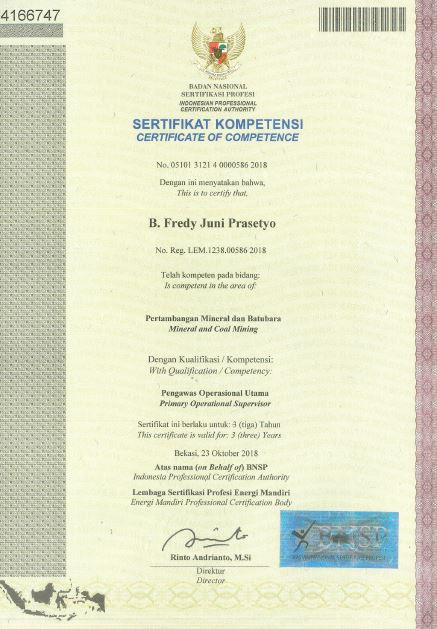 4166747
BADAN NASIONAL
SERTIFIKASI PROFESI
INDONESIAN PROFESSIONAL
CERTIFICATION AUTHORITY
SERTIFIKAT KOMPETENSI
CERTIFICATE OF COMPETENCE
No. 05101 3121 4 0000586 2018
Dengan ini menyatakan bahwa,
This is to certify that,
B. Fredy Juni Prasetyo
No. Reg. LEM.1238.00586 2018
Telah kompeten pada bidang:
Is competent in the area of:
Pertambangan Mineral dan Batubara
Mineral and Coal Mining
Dengan Kualifikasi / Kompetensi:
With Qualification / Competency:
Pengawas Operasional Utama
Primary Operational Supervisor
Sertifikat ini berlaku untuk: 3 (tiga) Tahun
This certificate is valid for: 3 (three) Years
Bekasi, 23 Oktober 2018
Atas nama (on Behalf of) BNSP
Indonesia Professional Certification Authority
Lembaga Sertifikasi Profesi Energi Mandiri
Energi Mandiri Professional Certification Body
BNSP
Rinto Andrianto, M.Si
Direktur
Director